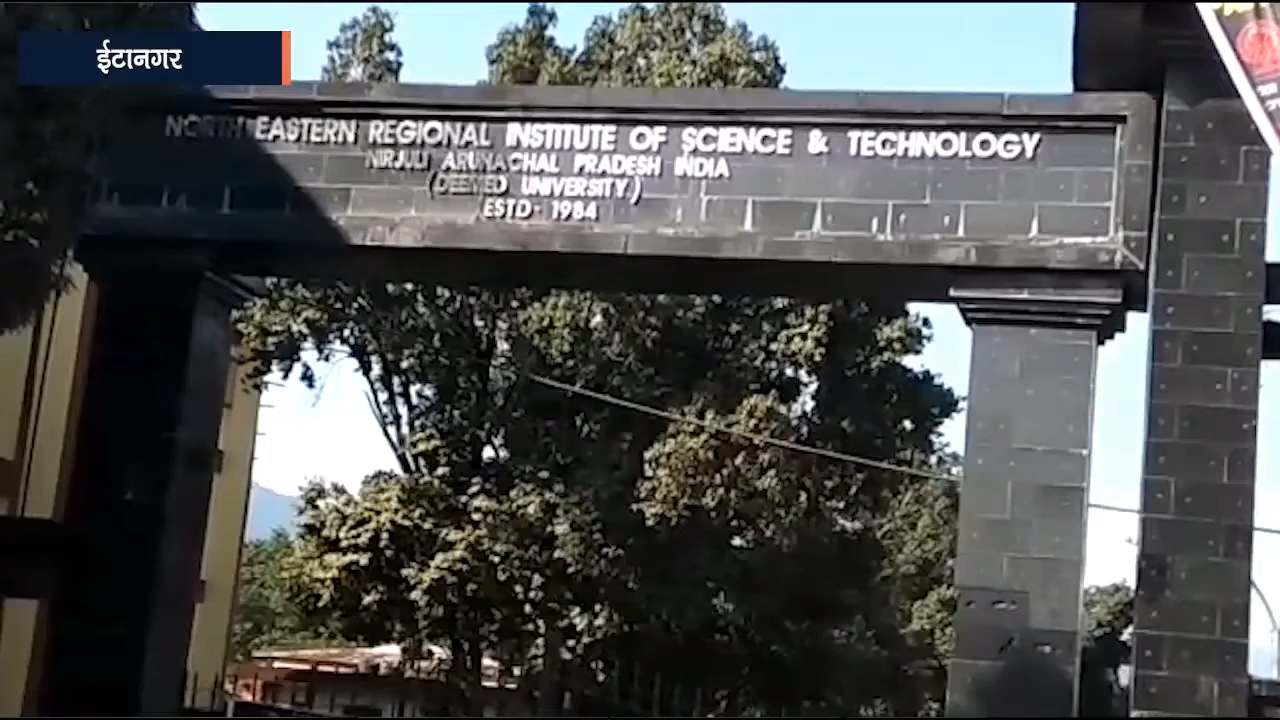 ईटानगर
NORTH EASTERN REGIONAL INSTITUTE OF SCIENCE & TECHNOLOGY
NIRJULI ARUNACHAL PRADESH INDIA
(DEEMED UNIVERSITY)
ESTD- 1984